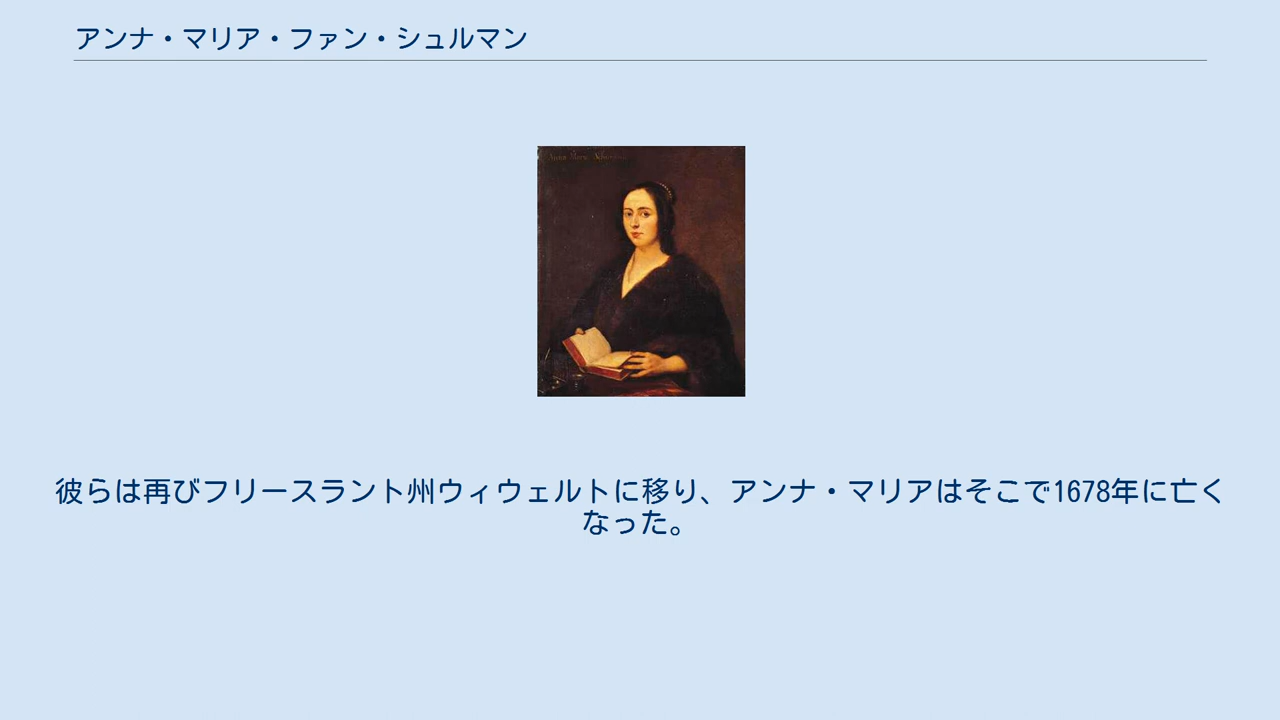 アンナ・マリア・ファン・シュルマン
彼らは再びフリースラント州ウィウェルトに移り、アンナ・マリアはそこで1678年に亡く
なった。